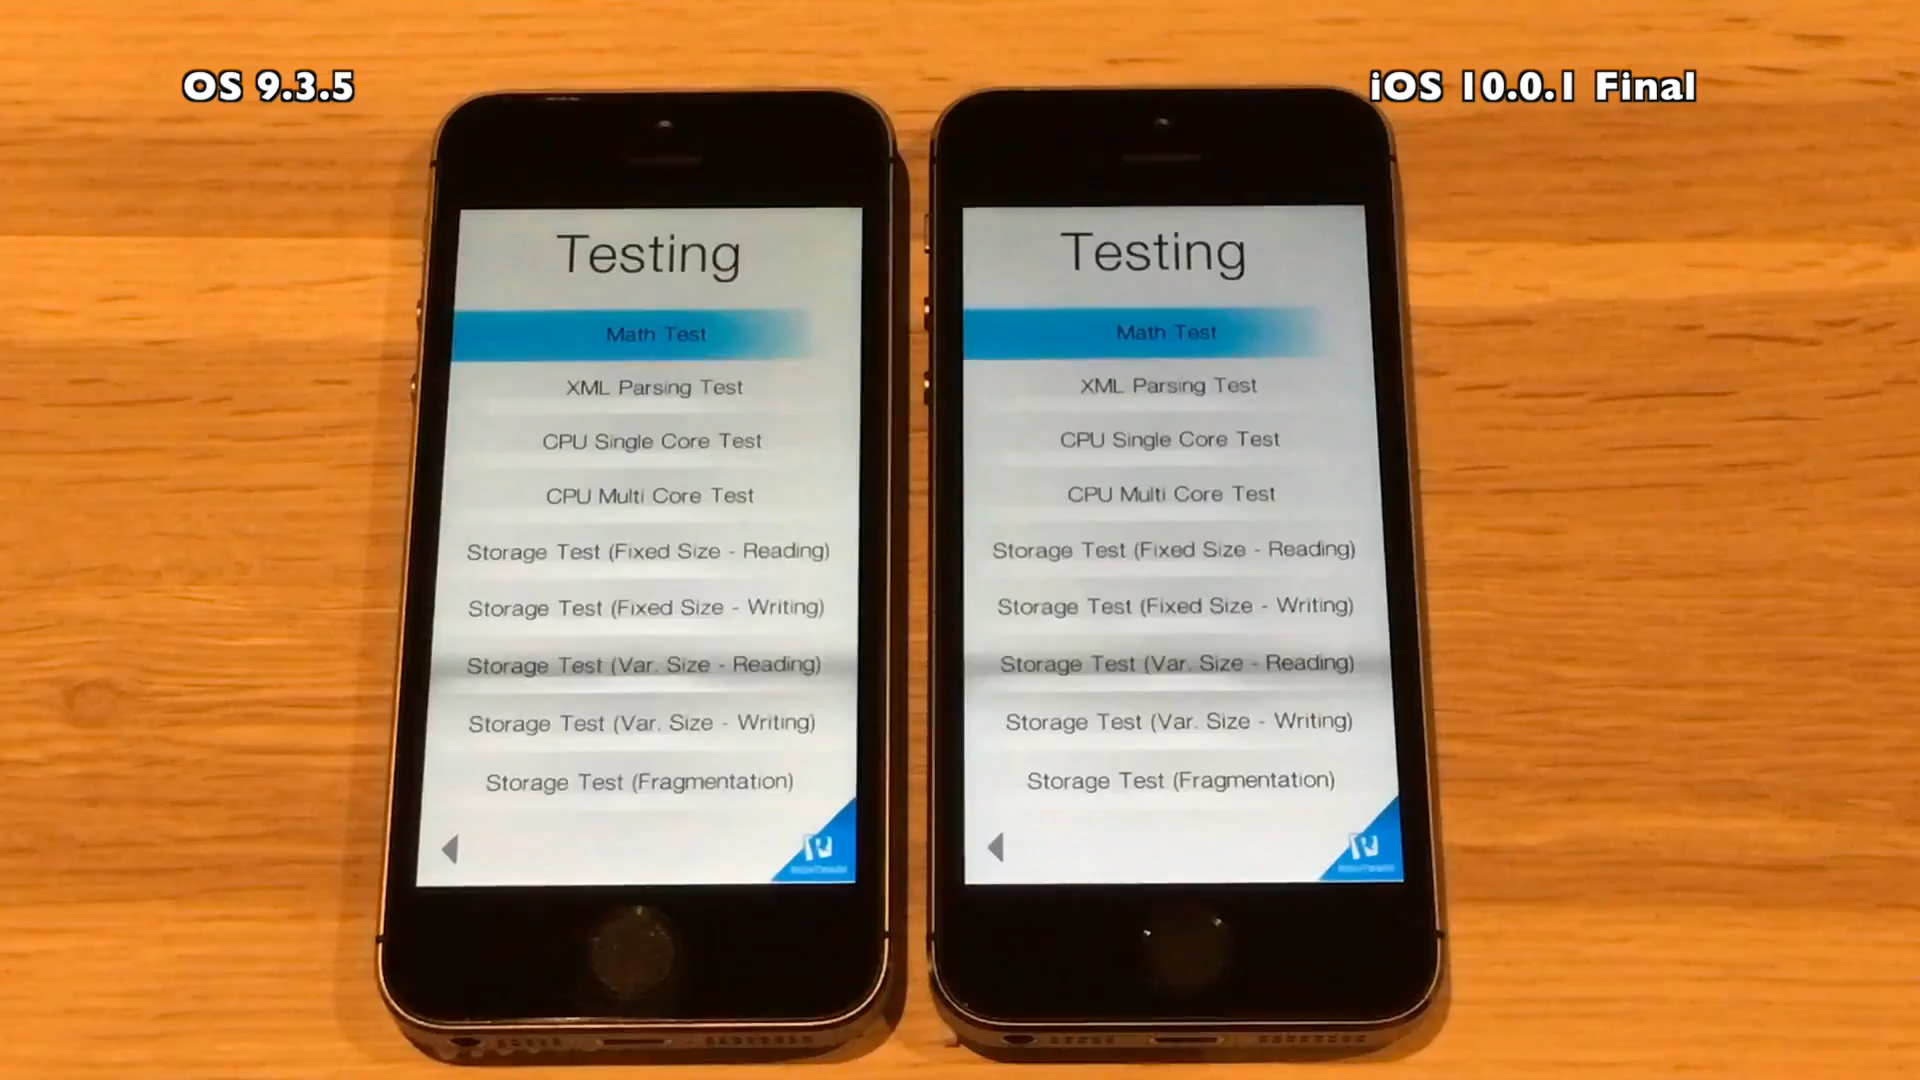 OS 9.3.5
iOS 10.0.1 Final
Testing
Math Test
XML Parsing Test
CPU Single Core Test
CPU Multi Core Test
Storage Test (Fixed Size - Reading)
Storage Test (Fixed Size - Writing)
Storage Test (Var. Size - Reading)
Storage Test (Var. Size - Writing)
Storage Test (Fragmentation)
Testing
Math Test
XML Parsing Test
CPU Single Core Test
CPU Multi Core Test
Storage Test (Fixed Size - Reading)
Storage Test (Fixed Size - Writing)
Storage Test (Var. Size - Reading)
Storage Test (Var. Size - Writing)
Storage Test (Fragmentation)